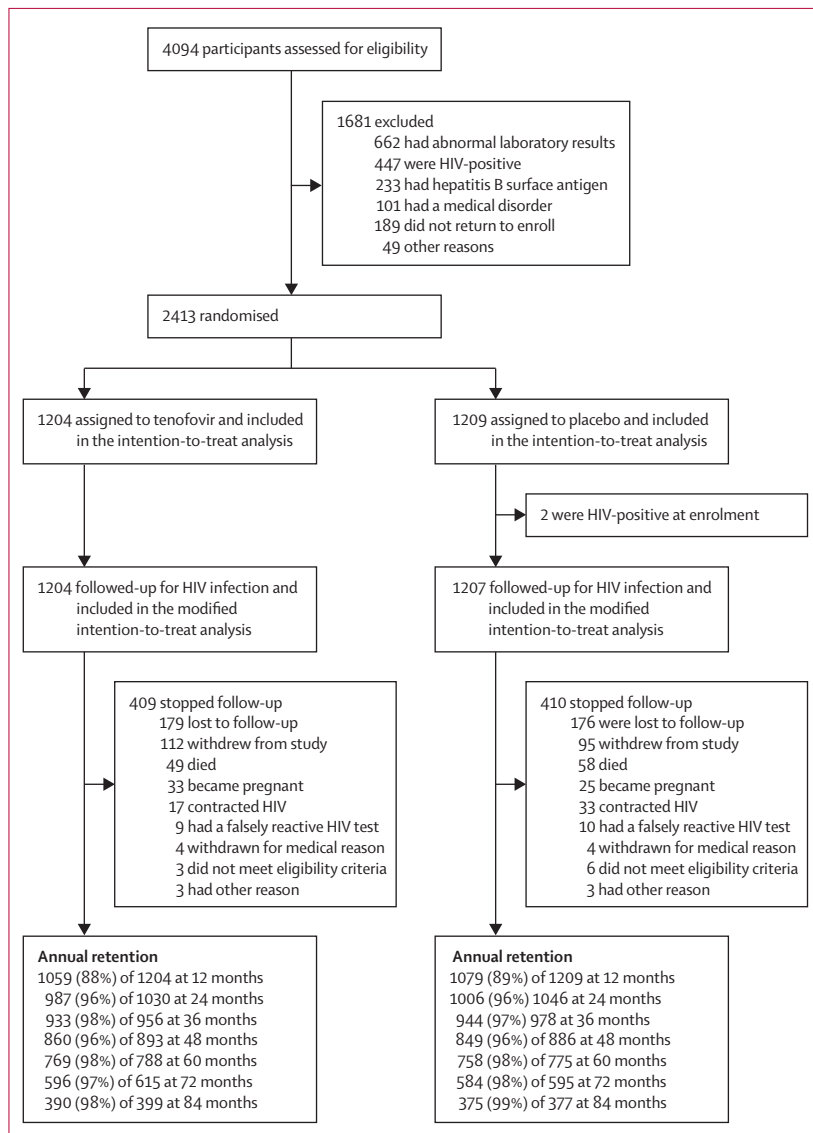 4094 participants assessed for eligibility
1681 excluded
662 had abnormal laboratory results
447 were HIV-positive
233 had hepatitis B surface antigen
101 had a medical disorder
189 did not return to enroll
49 other reasons
2413 randomised
1204 assigned to tenofovir and included
in the intention-to-treat analysis
1209 assigned to placebo and included
in the intention-to-treat analysis
2 were HIV-positive at enrolment
1204 followed-up for HIV infection and
included in the modified
intention-to-treat analysis
1207 followed-up for HIV infection and
included in the modified
intention-to-treat analysis
409 stopped follow-up
179 lost to follow-up
112 withdrew from study
49 died
33 became pregnant
17 contracted HIV
9 had a falsely reactive HIV test
4 withdrawn for medical reason
3 did not meet eligibility criteria
3 had other reason
410 stopped follow-up
176 were lost to follow-up
95 withdrew from study
58 died
25 became pregnant
33 contracted HIV
10 had a falsely reactive HIV test
4 withdrawn for medical reason
6 did not meet eligibility criteria
3 had other reason
Annual retention
1059 (88%) of 1204 at 12 months
987 (96%) of 1030 at 24 months
933 (98%) of 956 at 36 months
860 (96%) of 893 at 48 months
769 (98%) of 788 at 60 months
596 (97%) of 615 at 72 months
390 (98%) of 399 at 84 months
Annual retention
1079 (89%) of 1209 at 12 months
1006 (96%) 1046 at 24 months
944 (97%) 978 at 36 months
849 (96%) of 886 at 48 months
758 (98%) of 775 at 60 months
584 (98%) of 595 at 72 months
375 (99%) of 377 at 84 months